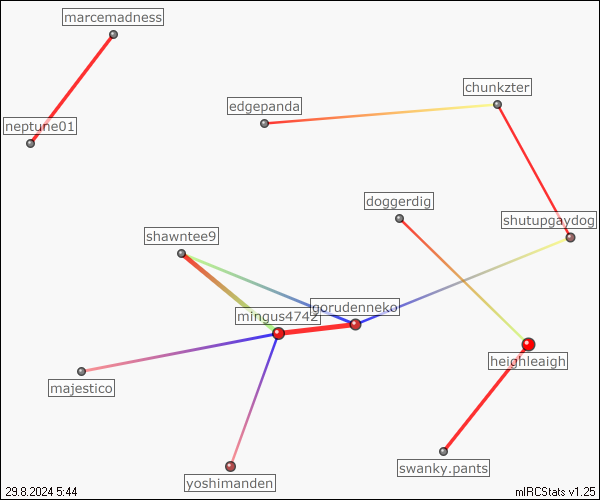 marcemadness
chunkzter
edgepanda
neptune01
doggerdig
shutupgaydog
shawntee9
gorudenneko
mingus4742
heighleaigh
majestico
swanky.pants
yoshimanden
29.8.2024 5:44
mIRCStats v1.25